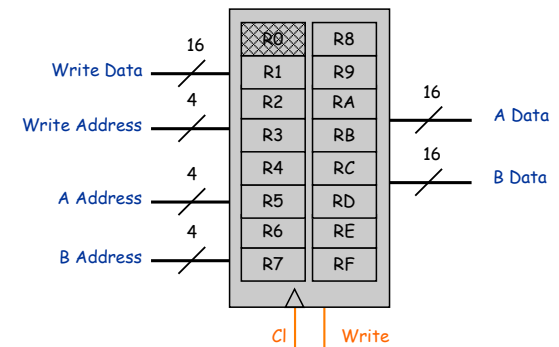 Write Data
16
Write Address
4
A Address
4
B Address
4
R0
R8
R1
R9
R2
RA
R3
RB
R4
RC
R5
RD
R6
RE
R7
RF
16
A Data
16
B Data
Cl
Write